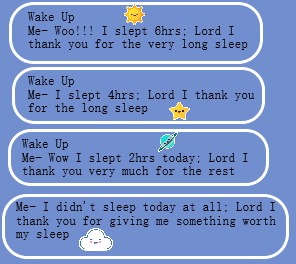 Wake Up
Me- Woo!!! I slept 6hrs; Lord I
thank you for the very long sleep
Wake Up
Me- I slept 4hrs; Lord I thank you
for the long sleep
Wake Up
Me- Wow I slept 2hrs today; Lord I
thank you very much for the rest
Me- I didn't sleep today at all; Lord I
thank you for giving me something worth
my sleep